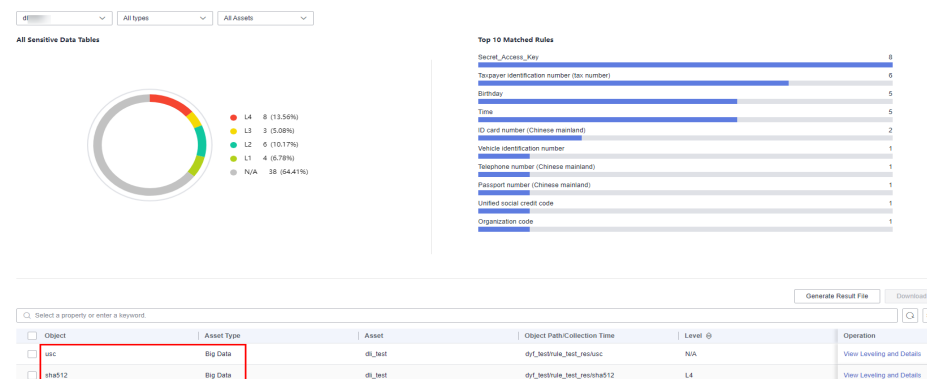 dl
All types
All Assets
All Sensitive Data Tables
L4 8 (13.56%)
L3 3 (5.08%)
L2 6 (10.17%)
L1 4 (6.78%)
N/A 38 (64.41%)
Top 10 Matched Rules
Secret_Access_Key 8
Taxpayer identification number (tax number) 6
Birthday 5
Time 5
ID card number (Chinese mainland) 2
Vehicle identification number 1
Telephone number (Chinese mainland) 1
Passport number (Chinese mainland) 1
Unified social credit code 1
Organization code 1
Generate Result File Download
Select a property or enter a keyword.
Object Asset Type Asset Object Path/Collection Time Level Operation
usc Big Data dli_test dyf_test/rule_test_res/usc N/A View Leveling and Details
sha512 Big Data dli_test dyf_test/rule_test_res/sha512 L4 View Leveling and Details